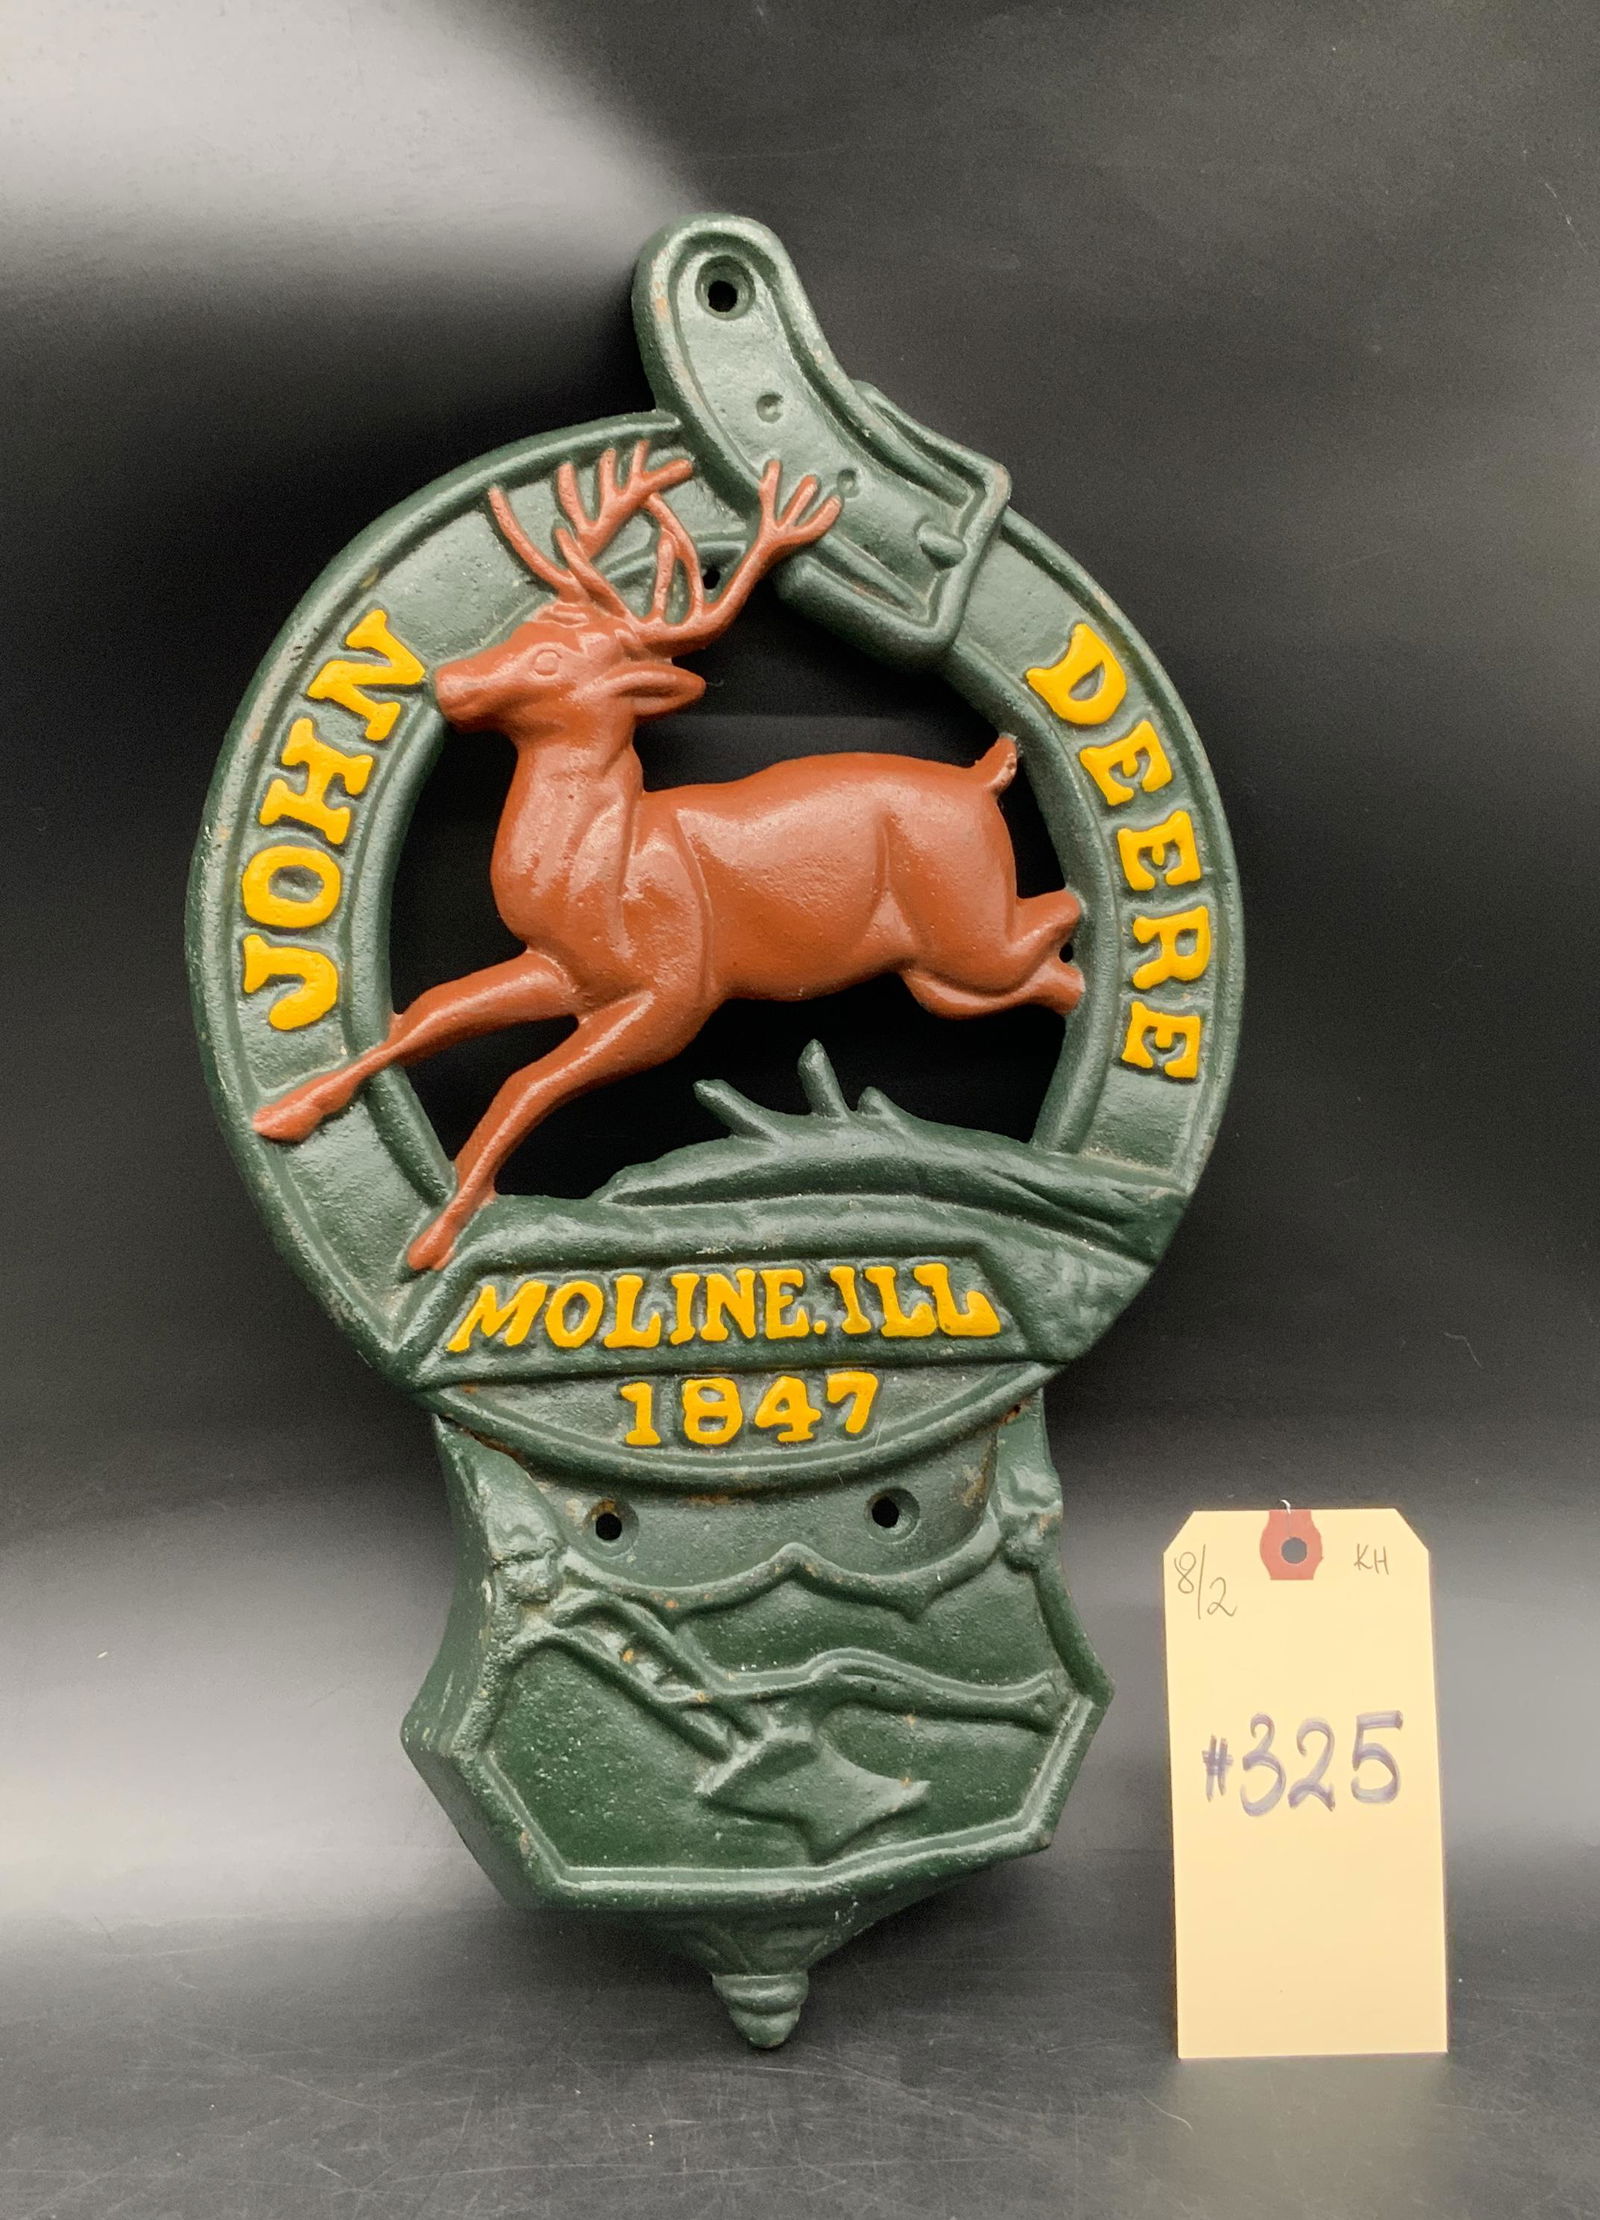 JOHN DEERE
MOLINE.ILL
1847
8/2
KH
#325